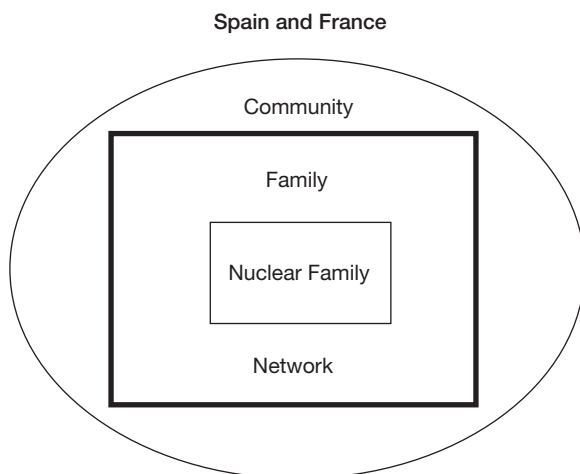 Spain and France
Community
Family
Nuclear Family
Network